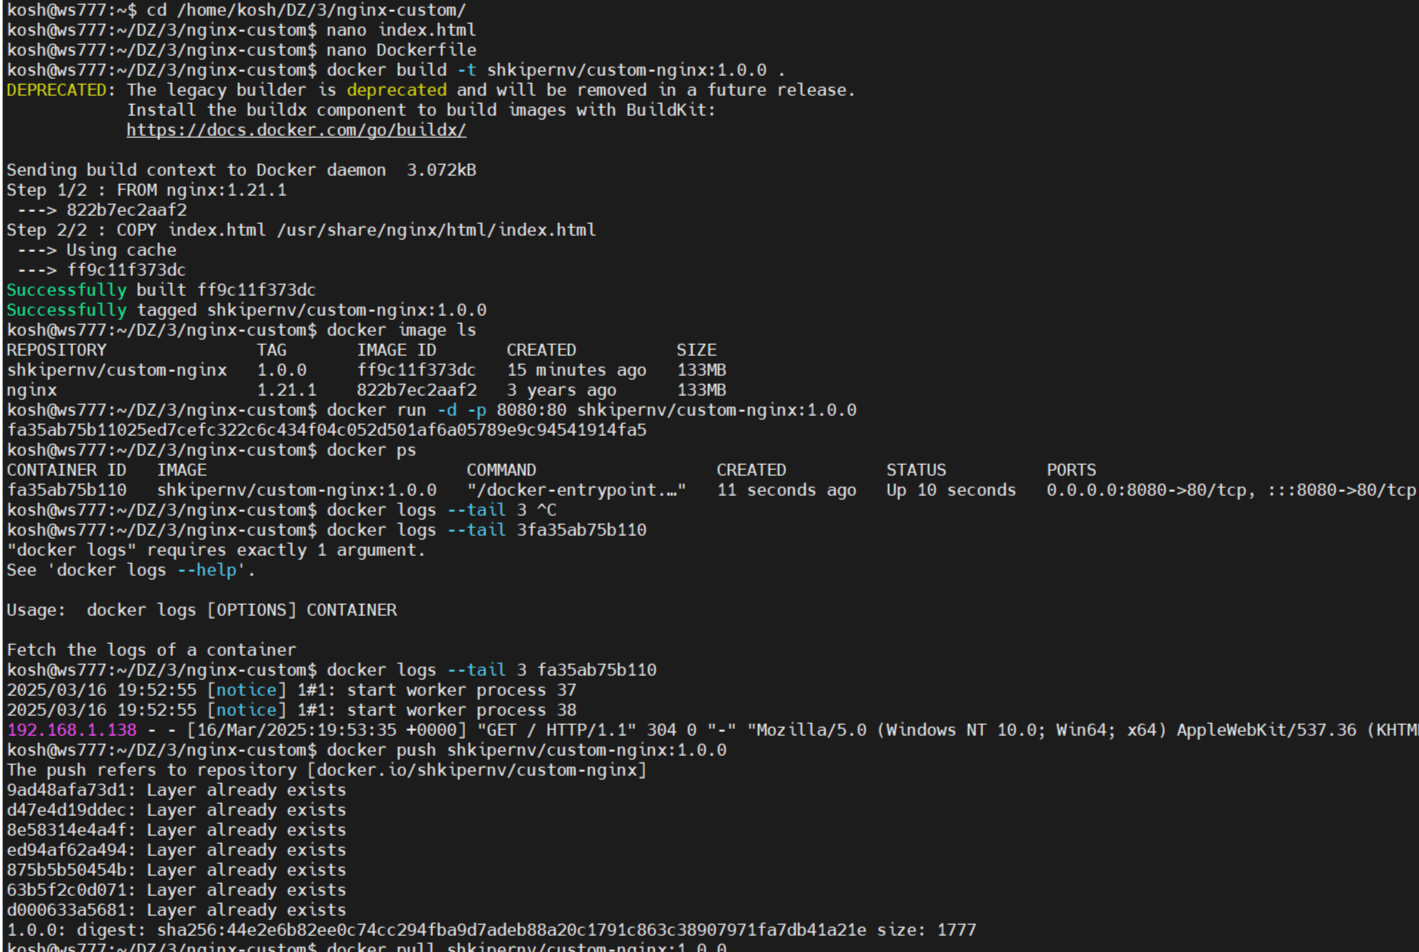 kosh@ws777:~$ cd /home/kosh/DZ/3/nginx-custom/
kosh@ws777:~/DZ/3/nginx-custom$ nano index.html
kosh@ws777:~/DZ/3/nginx-custom$ nano Dockerfile
kosh@ws777:~/DZ/3/nginx-custom$ docker build -t shkipernv/custom-nginx:1.0.0 .
DEPRECATED: The legacy builder is deprecated and will be removed in a future release.
            Install the buildx component to build images with BuildKit:
            https://docs.docker.com/go/buildx/

Sending build context to Docker daemon  3.072kB
Step 1/2 : FROM nginx:1.21.1
 ---> 822b7ec2aaf2
Step 2/2 : COPY index.html /usr/share/nginx/html/index.html
 ---> Using cache
 ---> ff9c11f373dc
Successfully built ff9c11f373dc
Successfully tagged shkipernv/custom-nginx:1.0.0
kosh@ws777:~/DZ/3/nginx-custom$ docker image ls
REPOSITORY               TAG       IMAGE ID       CREATED          SIZE
shkipernv/custom-nginx   1.0.0     ff9c11f373dc   15 minutes ago   133MB
nginx                    1.21.1    822b7ec2aaf2   3 years ago      133MB
kosh@ws777:~/DZ/3/nginx-custom$ docker run -d -p 8080:80 shkipernv/custom-nginx:1.0.0
fa35ab75b11025ed7cefc322c6c434f04c052d501af6a05789e9c94541914fa5
kosh@ws777:~/DZ/3/nginx-custom$ docker ps
CONTAINER ID   IMAGE                          COMMAND                  CREATED          STATUS          PORTS
fa35ab75b110   shkipernv/custom-nginx:1.0.0   "/docker-entrypoint.…"   11 seconds ago   Up 10 seconds   0.0.0.0:8080->80/tcp, :::8080->80/tcp
kosh@ws777:~/DZ/3/nginx-custom$ docker logs --tail 3 ^C
kosh@ws777:~/DZ/3/nginx-custom$ docker logs --tail 3fa35ab75b110
"docker logs" requires exactly 1 argument.
See 'docker logs --help'.

Usage:  docker logs [OPTIONS] CONTAINER

Fetch the logs of a container
kosh@ws777:~/DZ/3/nginx-custom$ docker logs --tail 3 fa35ab75b110
2025/03/16 19:52:55 [notice] 1#1: start worker process 37
2025/03/16 19:52:55 [notice] 1#1: start worker process 38
192.168.1.138 - - [16/Mar/2025:19:53:35 +0000] "GET / HTTP/1.1" 304 0 "-" "Mozilla/5.0 (Windows NT 10.0; Win64; x64) AppleWebKit/537.36 (KHTM
kosh@ws777:~/DZ/3/nginx-custom$ docker push shkipernv/custom-nginx:1.0.0
The push refers to repository [docker.io/shkipernv/custom-nginx]
9ad48afa73d1: Layer already exists
d47e4d19ddec: Layer already exists
8e58314e4a4f: Layer already exists
ed94af62a494: Layer already exists
875b5b50454b: Layer already exists
63b5f2c0d071: Layer already exists
d000633a5681: Layer already exists
1.0.0: digest: sha256:44e2e6b82ee0c74cc294fba9d7adeb88a20c1791c863c38907971fa7db41a21e size: 1777
kosh@ws777:~/DZ/3/nginx-custom$ docker pull shkipernv/custom-nginx:1.0.0